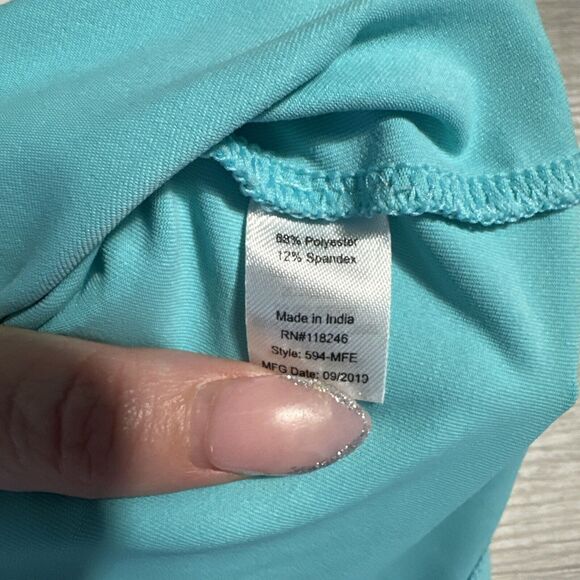 88% Polyester
12% Spandex
Made in India
RN#118246
Style: 594-MFE
MFG Date: 09/2019